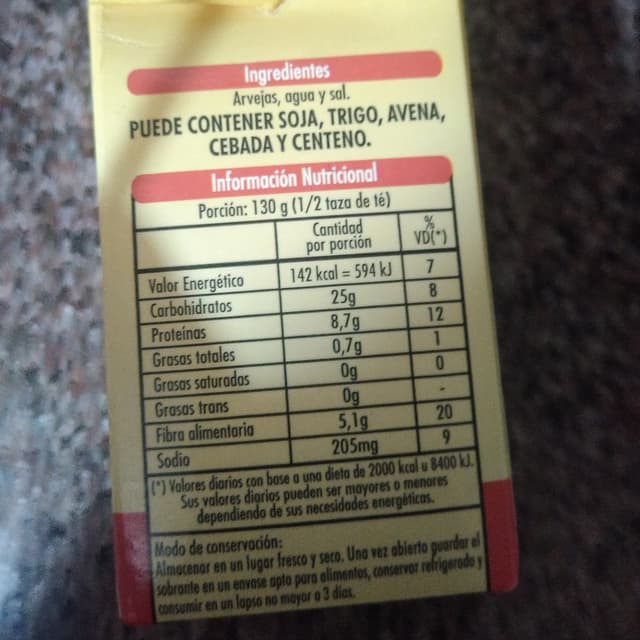 Ingredientes
Arvejas, agua y sal.
PUEDE CONTENER SOJA, TRIGO, AVENA,
CEBADA Y CENTENO.
Información Nutricional
Porción: 130 g (1/2 taza de té)
Cantidad por porción % VD(*)
Valor Energético 142 kcal = 594 kJ 7
Carbohidratos 25g 8
Proteínas 8,7g 12
Grasas totales 0,7g 1
Grasas saturadas 0g 0
Grasas trans 0g -
Fibra alimentaria 5,1g 20
Sodio 205mg 9
(*) Valores diarios con base a una dieta de 2000 kcal u 8400 kJ.
Sus valores diarios pueden ser mayores o menores
dependiendo de sus necesidades energéticas.
Modo de conservación:
Almacenar en un lugar fresco y seco. Una vez abierto guardar el
sobrante en un envase apto para alimentos, conservar refrigerado y
consumir en un lapso no mayor a 3 días.